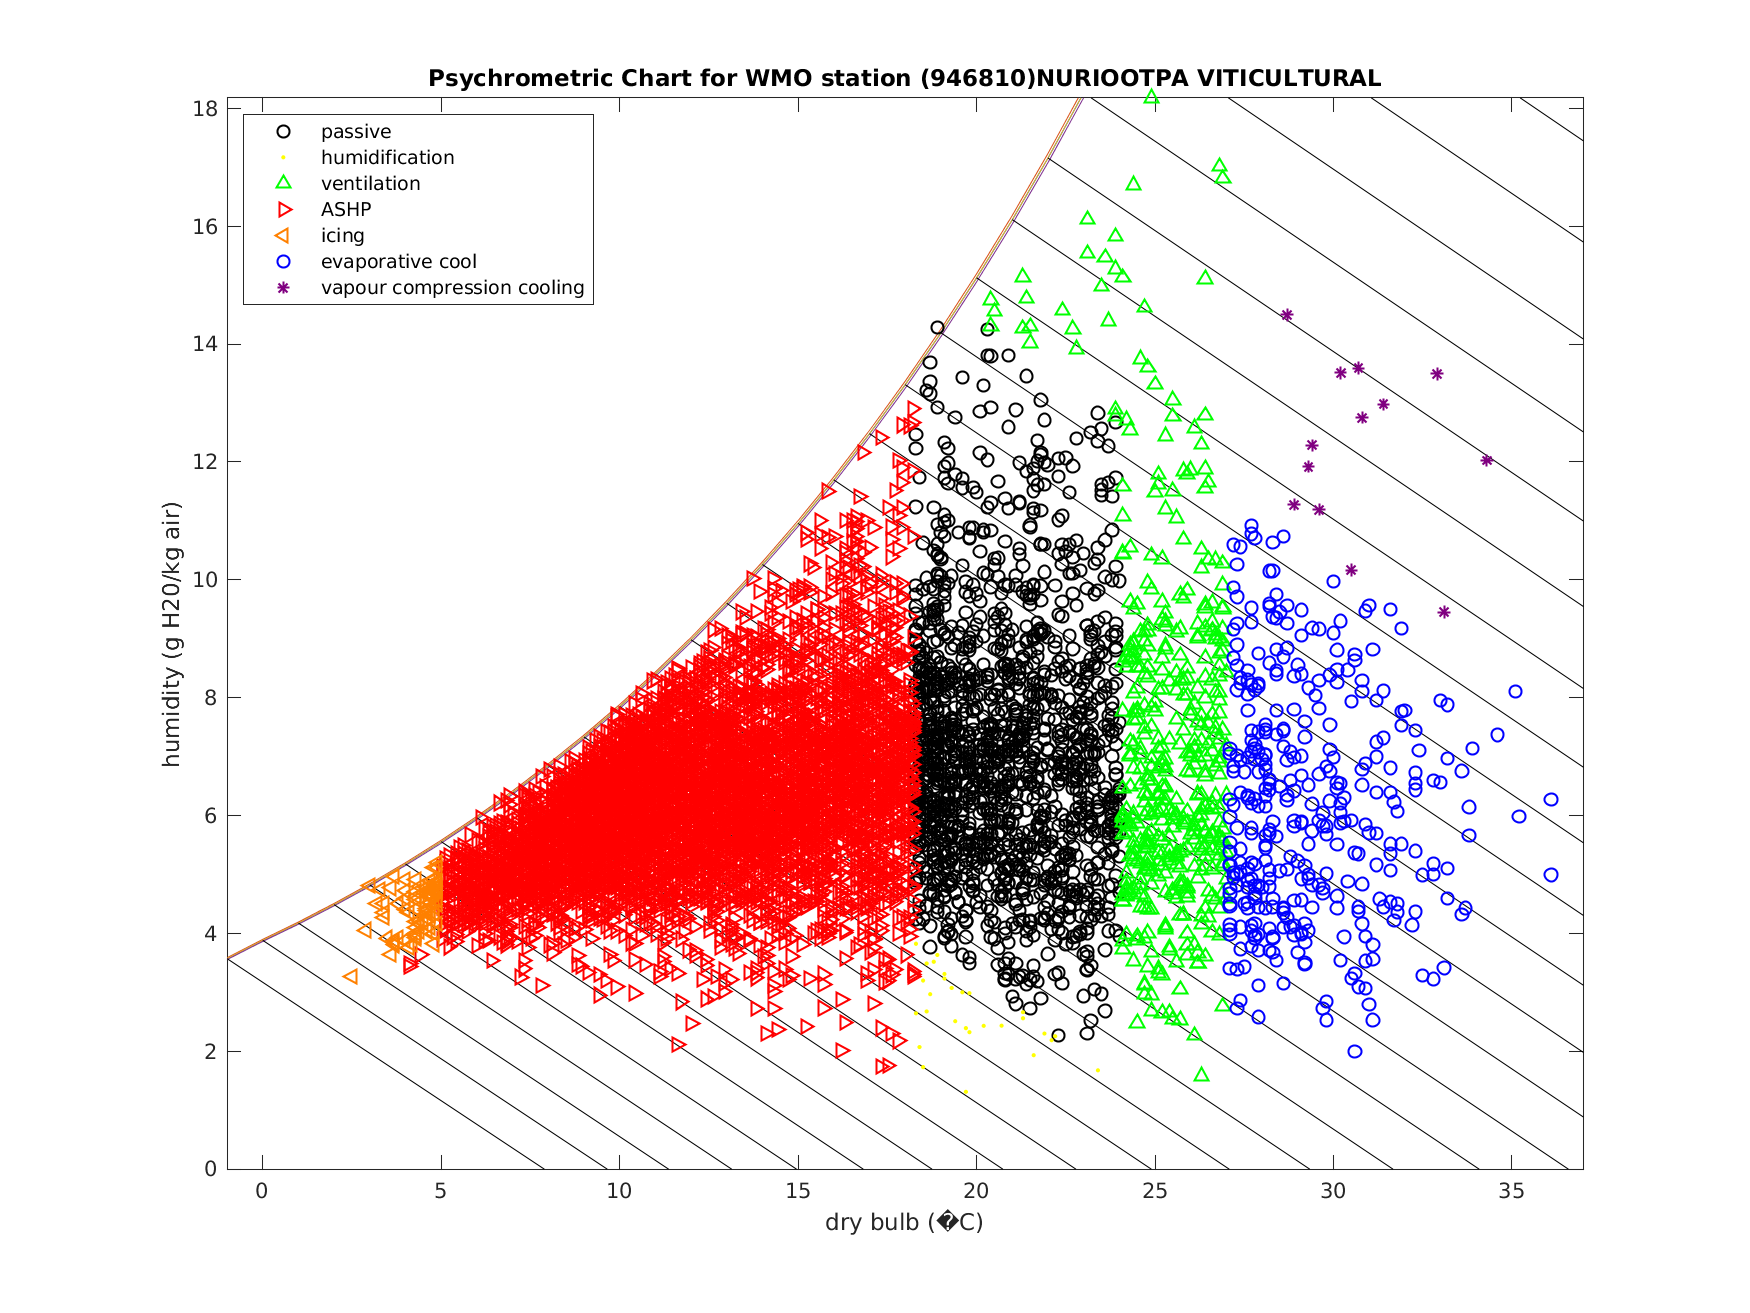 Psychrometric Chart for WMO station (946810)NURIOOTPA VITICULTURAL
18
16
14
12
10
8
6
4
2
0
humidity (g H20/kg air)
passive
humidification
ventilation
ASHP
icing
evaporative cool
vapour compression cooling
0 5 10 15 20 25 30 35
dry bulb (�C)